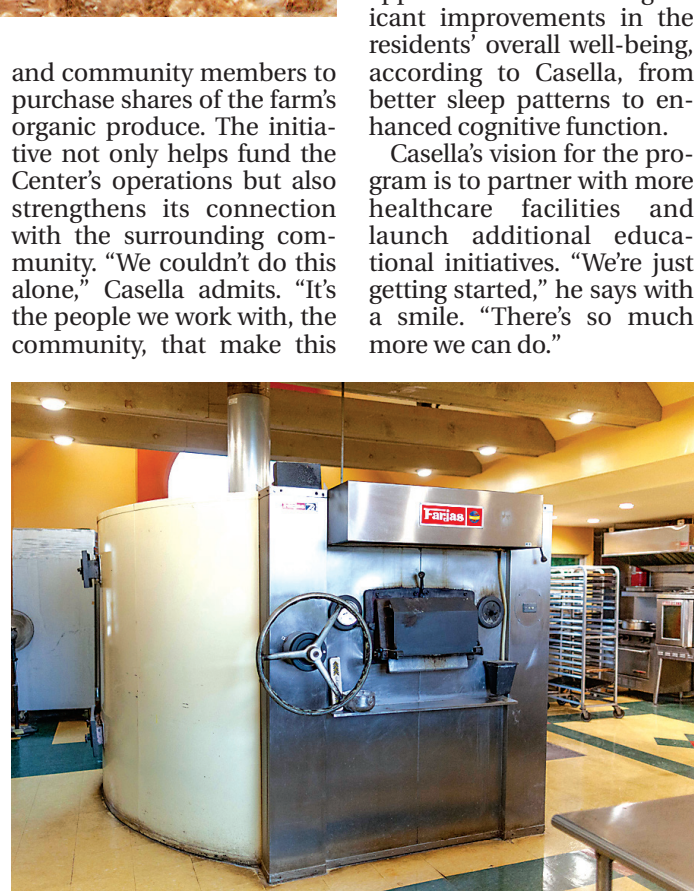 and community members to
purchase shares of the farm's
organic produce. The initia-
tive not only helps fund the
Center's operations but also
strengthens its connection
with the surrounding com-
munity. “We couldn't do this
alone,” Casella admits. “It's
the people we work with, the
community, that make this
icant improvements in the
residents' overall well-being,
according to Casella, from
better sleep patterns to en-
hanced cognitive function.
Casella's vision for the pro-
gram is to partner with more
healthcare facilities and
launch additional educa-
tional initiatives. “We're just
getting started,” he says with
a smile. “There's so much
more we can do.”
Farjas